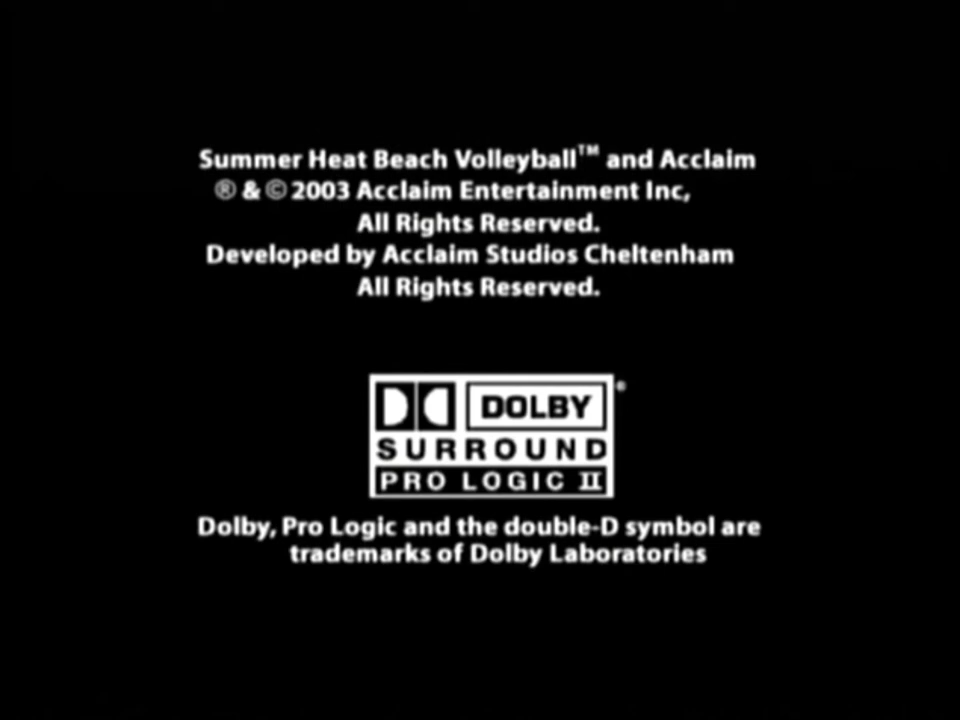 Summer Heat Beach Volleyball™ and Acclaim
® & © 2003 Acclaim Entertainment Inc,
All Rights Reserved.
Developed by Acclaim Studios Cheltenham
All Rights Reserved.
DOLBY®
SURROUND
PRO LOGIC II
Dolby, Pro Logic and the double-D symbol are
trademarks of Dolby Laboratories